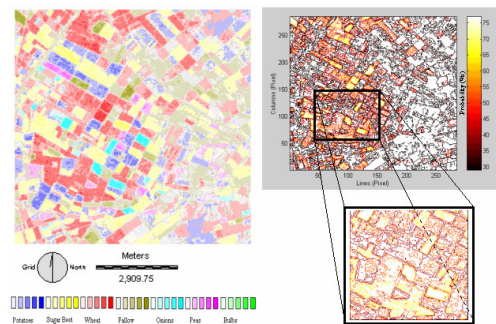 Meters
Grid North
2,909.75
Potatoes Sugar Beet Wheat Fallow Onions Peas Bulbs
Columns (Pixel)
250
200
150
100
50
50 100 150 200 250
Lines (Pixel)
Probability (%)
75
70
65
60
55
50
45
40
35
30